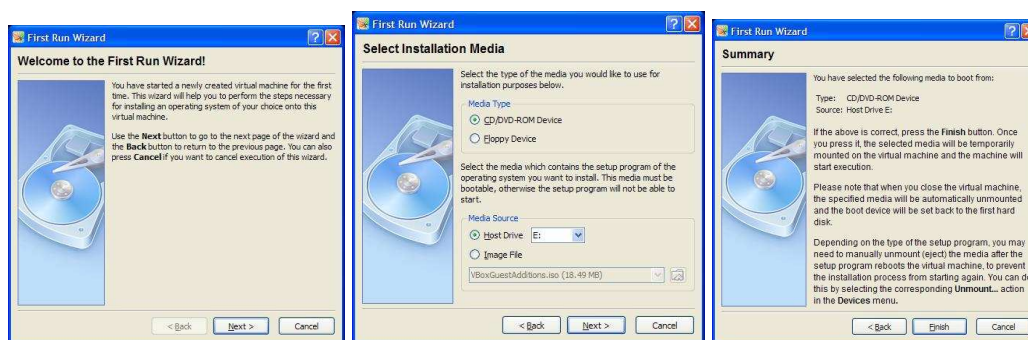 First Run Wizard
Welcome to the First Run Wizard!
You have started a newly created virtual machine for the first
time. This wizard will help you to perform the steps necessary
for installing an operating system of your choice onto this
virtual machine.
Use the Next button to go to the next page of the wizard and
the Back button to return to the previous page. You can also
press Cancel if you want to cancel execution of this wizard.
< Back
Next >
Cancel
First Run Wizard
Select Installation Media
Select the type of the media you would like to use for
installation purposes below.
Media Type
CD/DVD-ROM Device
Floppy Device
Select the media which contains the setup program of the
operating system you want to install. This media must be
bootable, otherwise the setup program will not be able to
start.
Media Source
Host Drive E:
Image File
VBoxGuestAdditions.iso (18.49 MB)
< Back
Next >
Cancel
First Run Wizard
Summary
You have selected the following media to boot from:
Type: CD/DVD-ROM Device
Source: Host Drive E:
If the above is correct, press the Finish button. Once
you press it, the selected media will be temporarily
mounted on the virtual machine and the machine will
start execution.
Please note that when you close the virtual machine,
the specified media will be automatically unmounted
and the boot device will be set back to the first hard
disk.
Depending on the type of the setup program, you may
need to manually unmount (eject) the media after the
setup program reboots the virtual machine, to prevent
the installation process from starting again. You can
this by selecting the corresponding Unmount... action
in the Devices menu.
< Back
Finish
Cancel